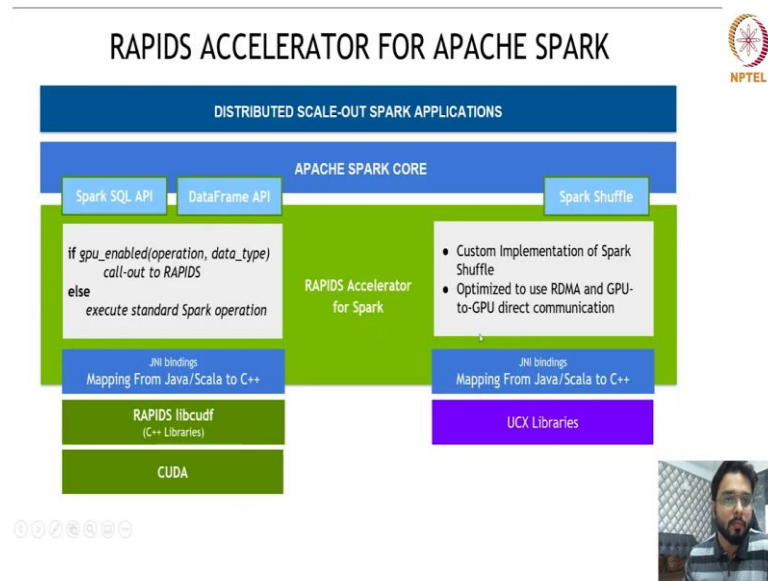 RAPIDS ACCELERATOR FOR APACHE SPARK
NPTEL
DISTRIBUTED SCALE-OUT SPARK APPLICATIONS
APACHE SPARK CORE
Spark SQL API
DataFrame API
Spark Shuffle
if gpu_enabled(operation, data_type)
call-out to RAPIDS
else
execute standard Spark operation
RAPIDS Accelerator
for Spark
• Custom Implementation of Spark
Shuffle
• Optimized to use RDMA and GPU-
to-GPU direct communication
JNI bindings
Mapping From Java/Scala to C++
JNI bindings
Mapping From Java/Scala to C++
RAPIDS libcudf
(C++ Libraries)
UCX Libraries
CUDA